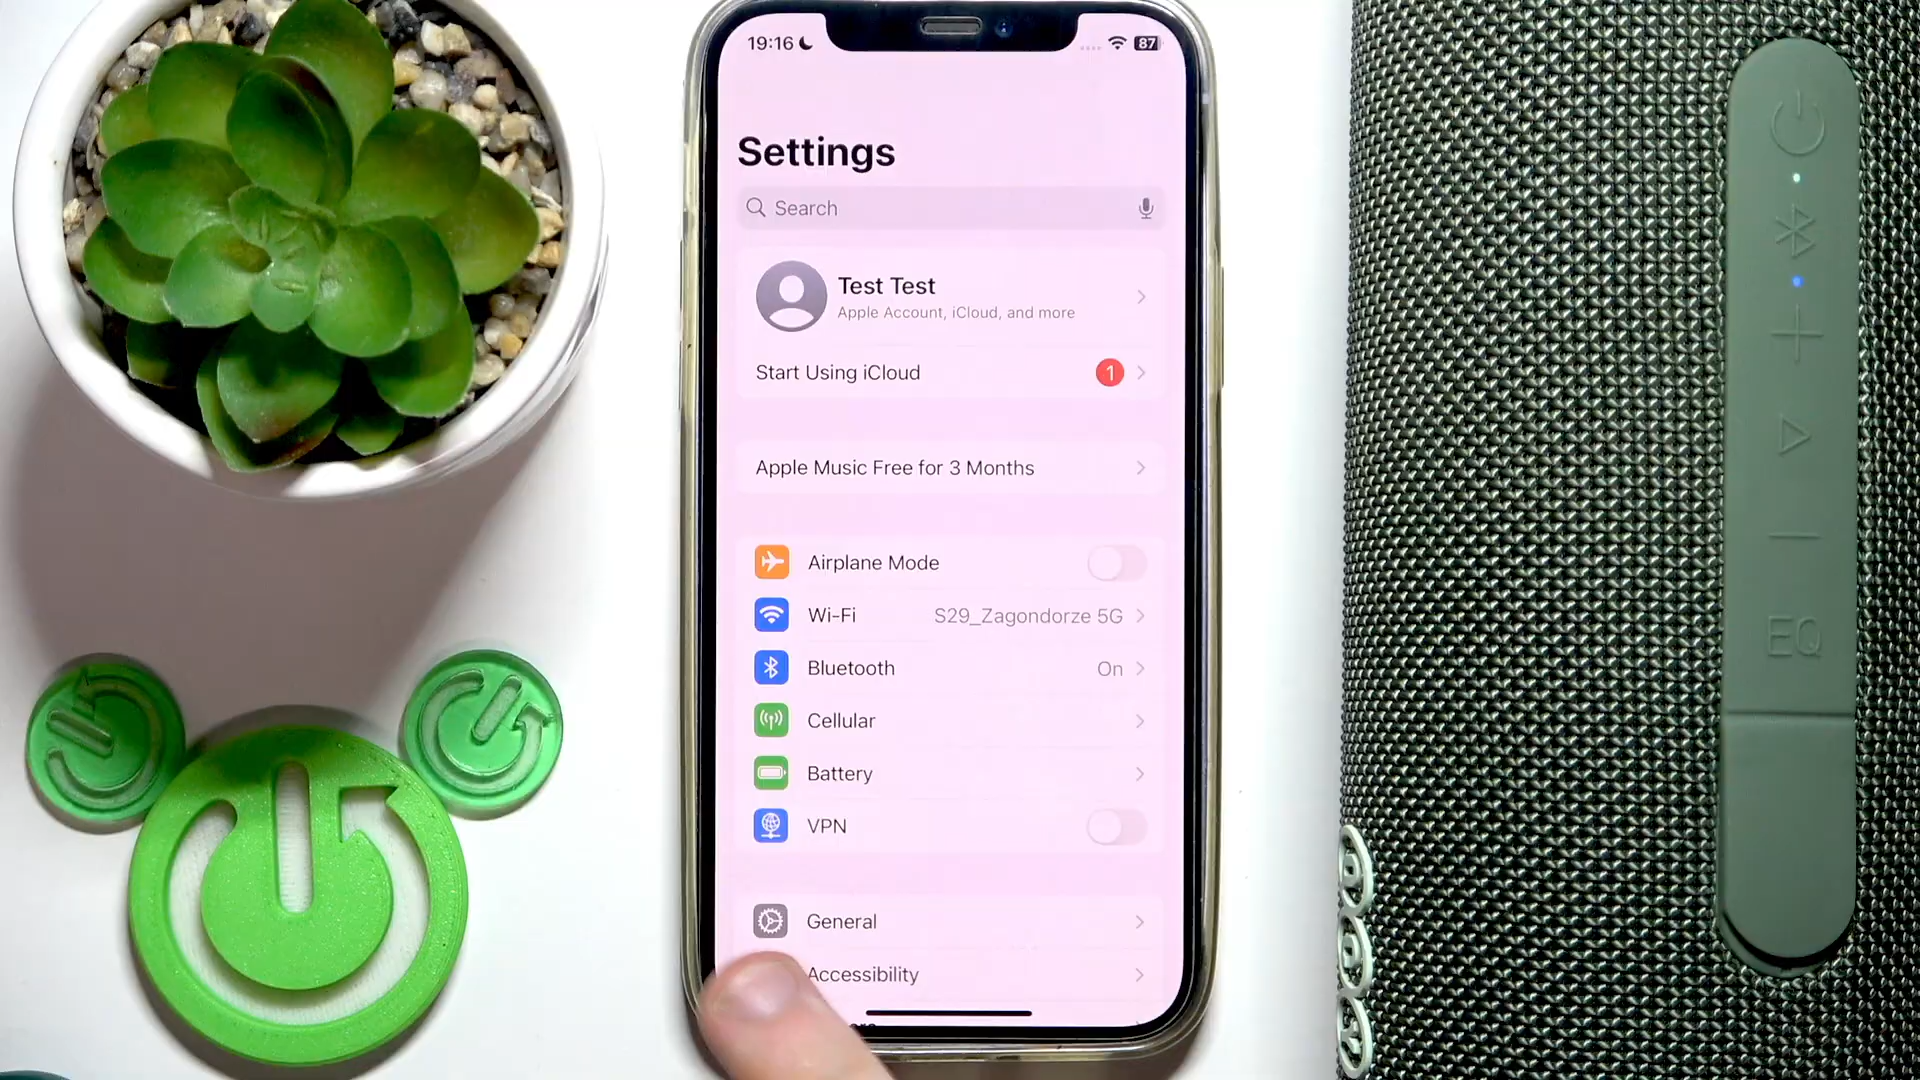 19:16
87
Settings
Search
Test Test
Apple Account, iCloud, and more
Start Using iCloud
1
Apple Music Free for 3 Months
Airplane Mode
Wi-Fi
S29_Zagondorze 5G
Bluetooth
On
Cellular
Battery
VPN
General
Accessibility
EQ